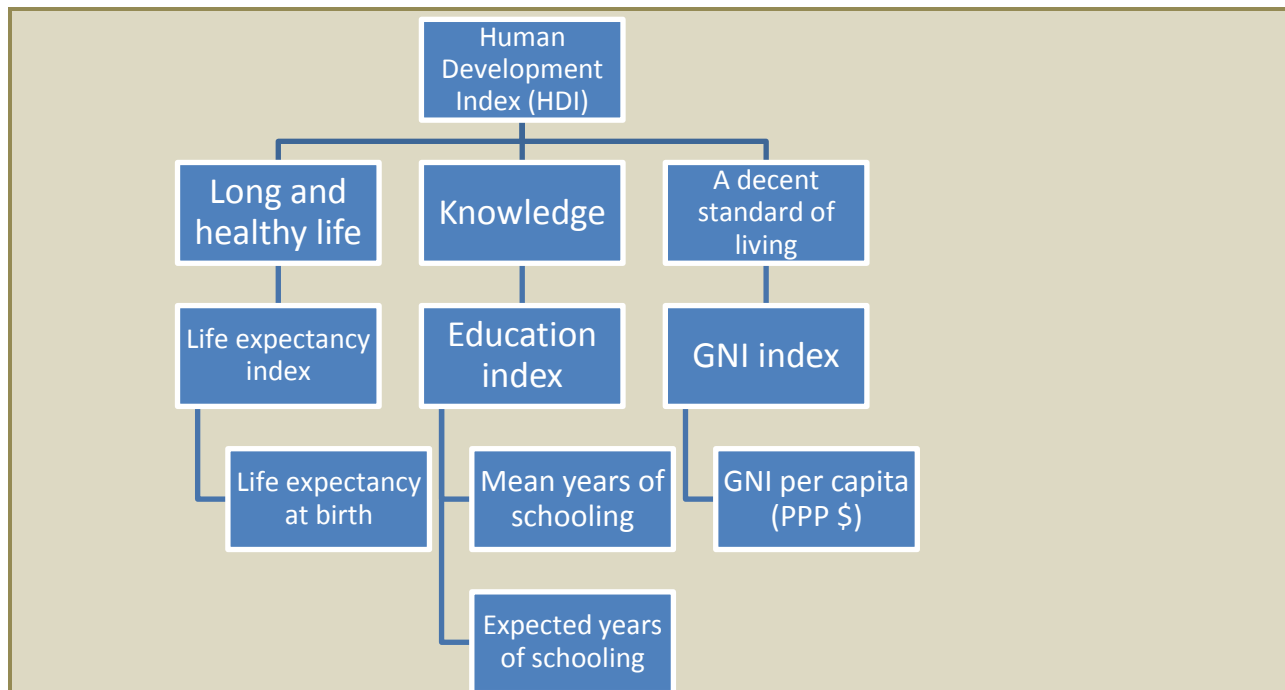 Human
Development
Index (HDI)
Long and
healthy life
Knowledge
A decent
standard of
living
Life expectancy
index
Education
index
GNI index
Life expectancy
at birth
Mean years of
schooling
GNI per capita
(PPP $)
Expected years
of schooling